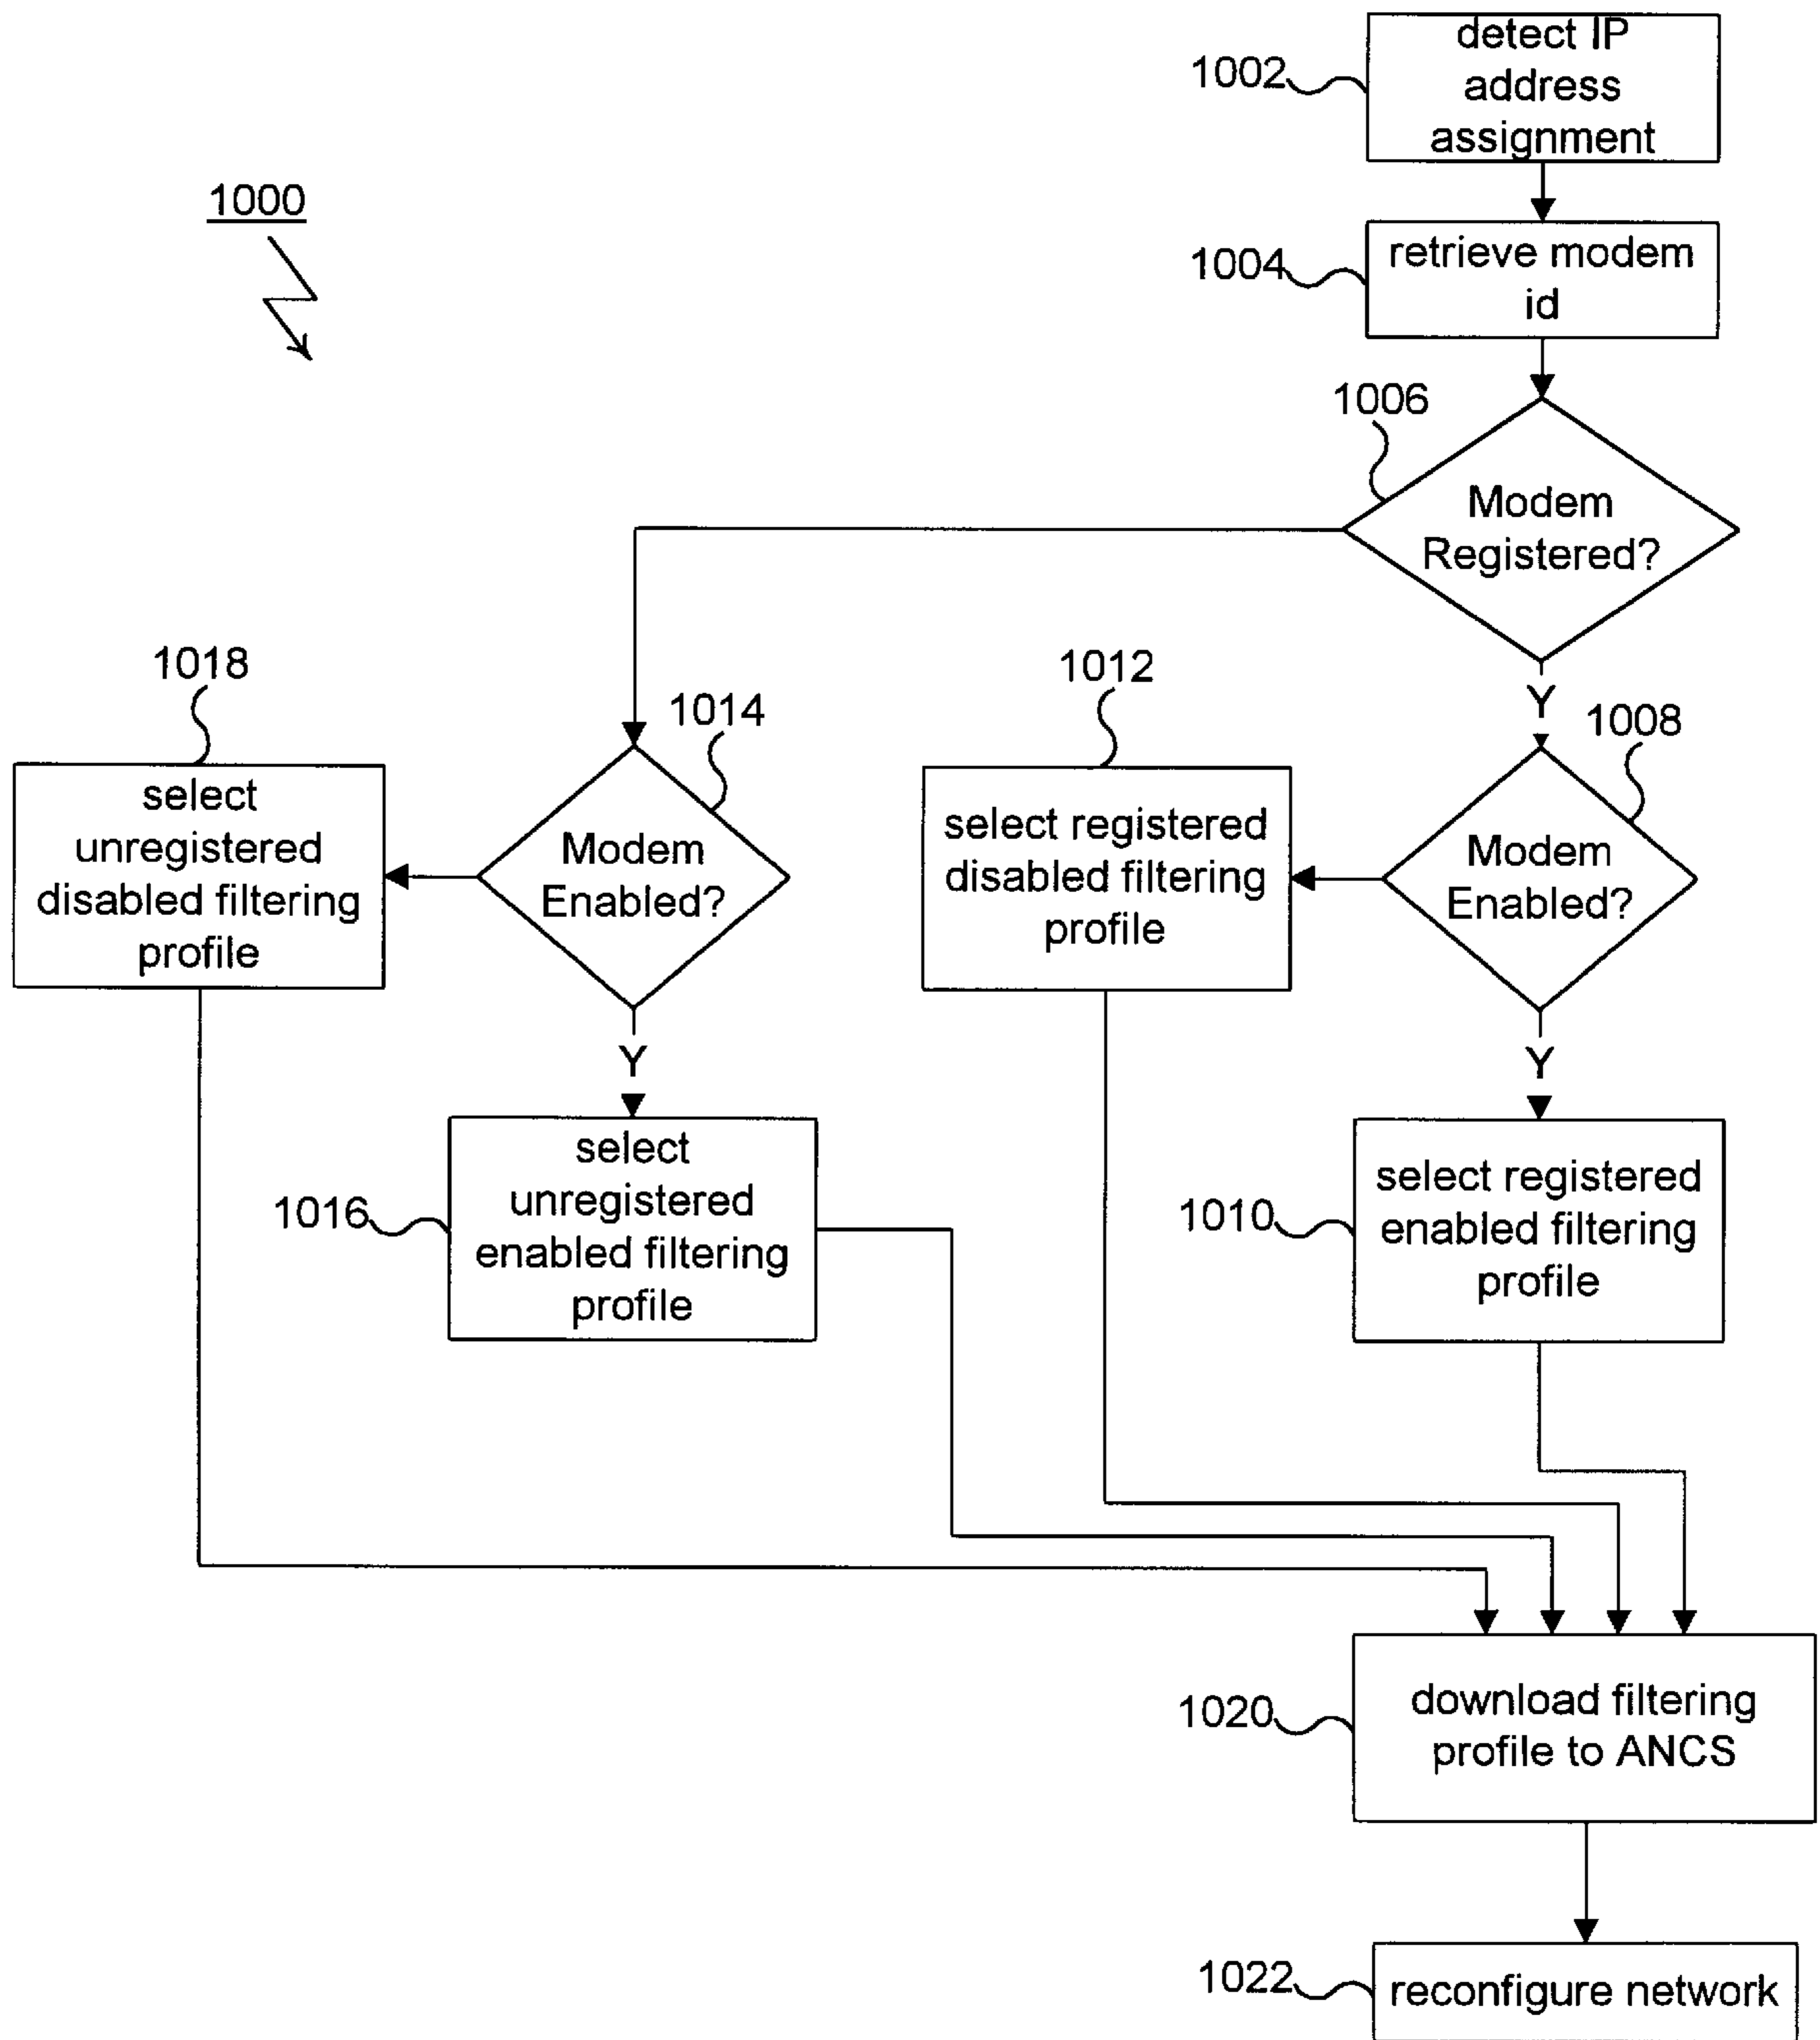 detect IP
address
assignment
1002
1000
retrieve modem
id
1004
1006
Modem
Registered?
Y
1018
1014
1012
1008
select
unregistered
disabled filtering
profile
Modem
Enabled?
select registered
disabled filtering
profile
Modem
Enabled?
Y
Y
1016
select
unregistered
enabled filtering
profile
1010
select registered
enabled filtering
profile
1020
download filtering
profile to ANCS
1022
reconfigure network